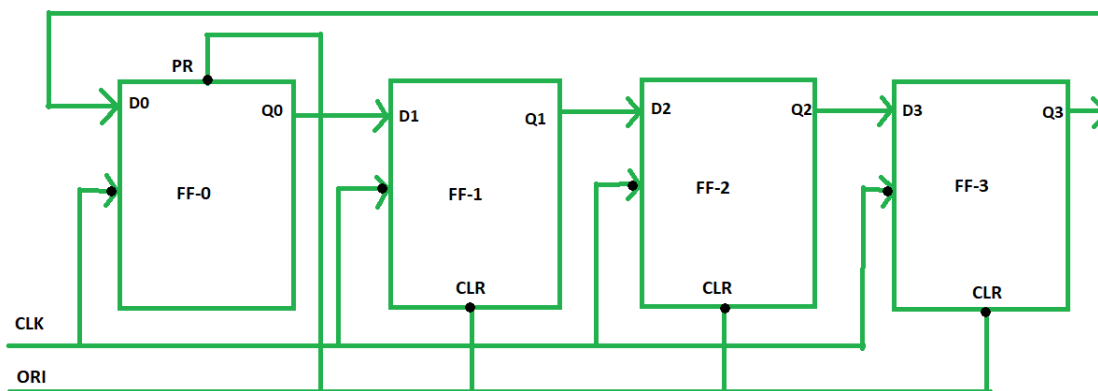 PR
D0
Q0
D1
Q1
D2
Q2
D3
Q3
FF-0
FF-1
FF-2
FF-3
CLR
CLR
CLR
CLK
ORI